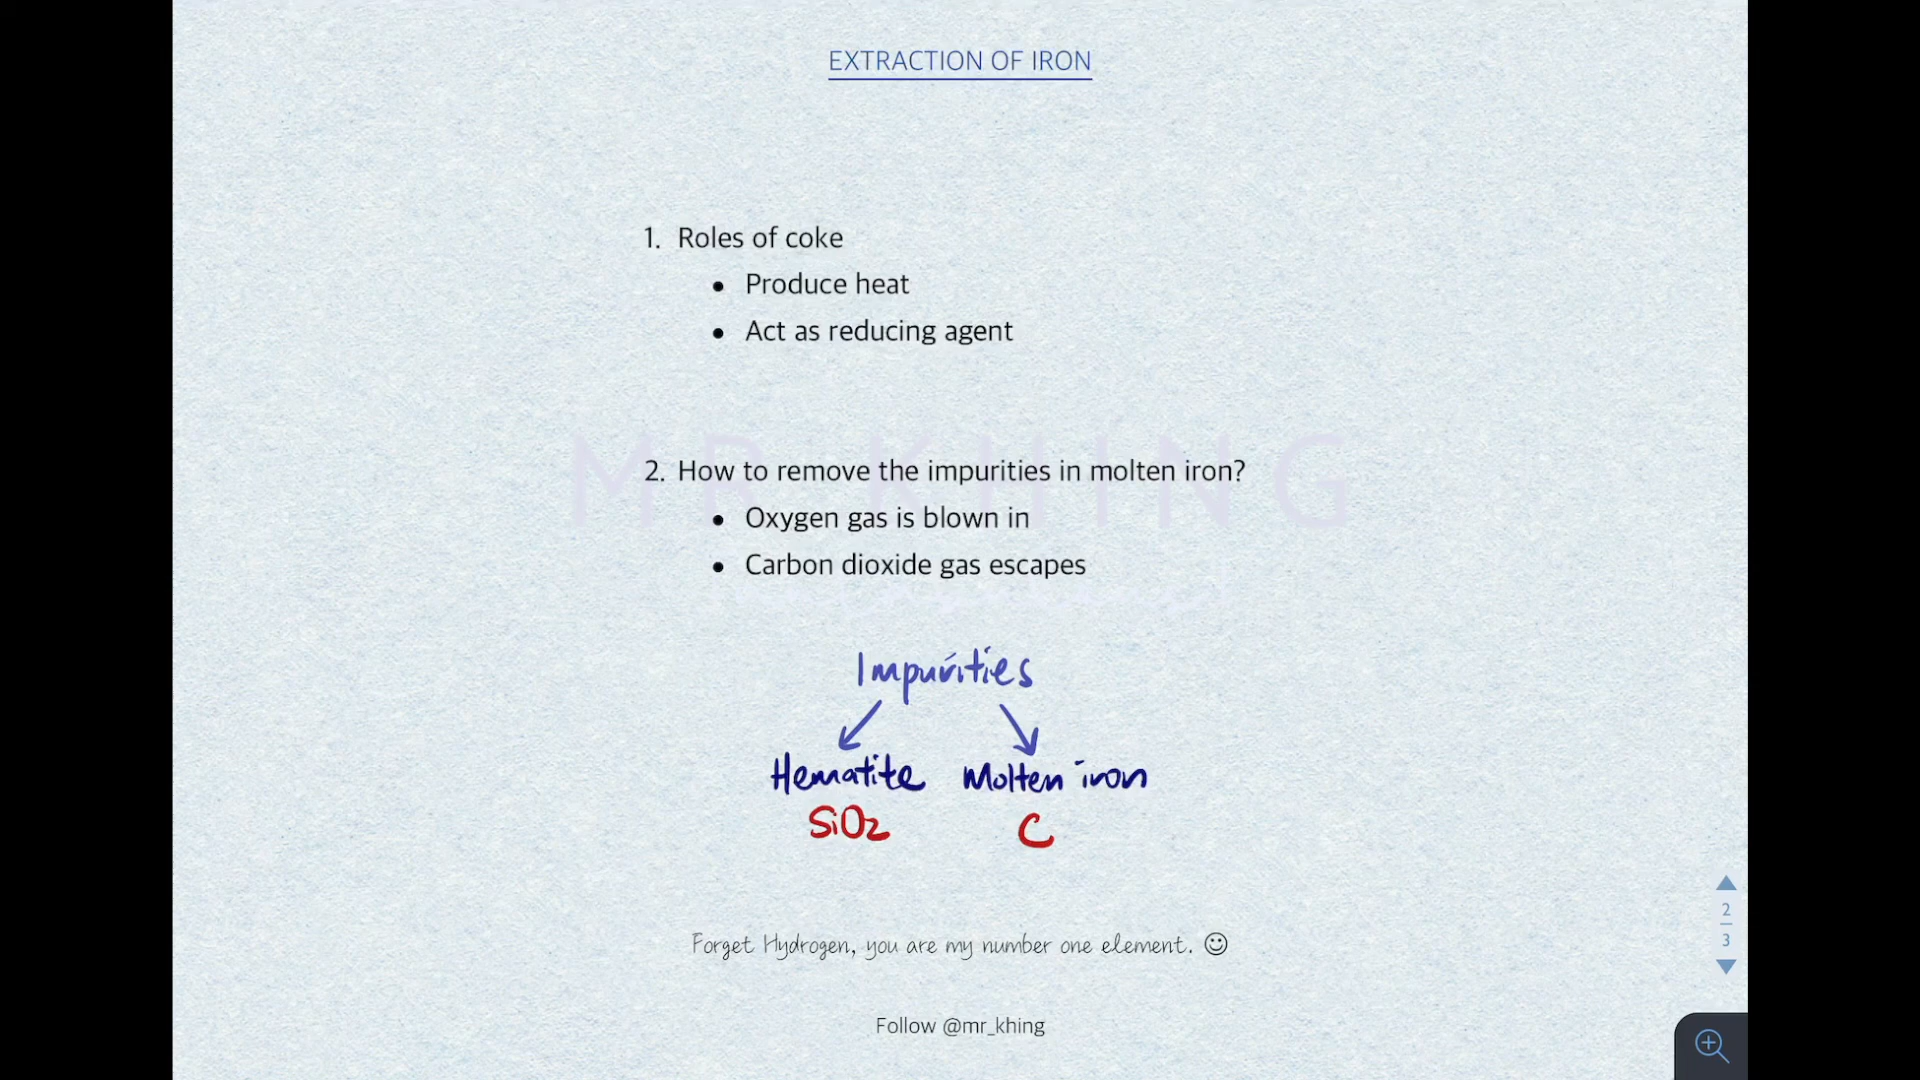 EXTRACTION OF IRON
1. Roles of coke
• Produce heat
• Act as reducing agent
MR KHING
2. How to remove the impurities in molten iron?
• Oxygen gas is blown in
• Carbon dioxide gas escapes
Impurities
Hematite Molten iron
SiO2 C
Forget Hydrogen, you are my number one element. ☺
Follow @mr_khing
2
3